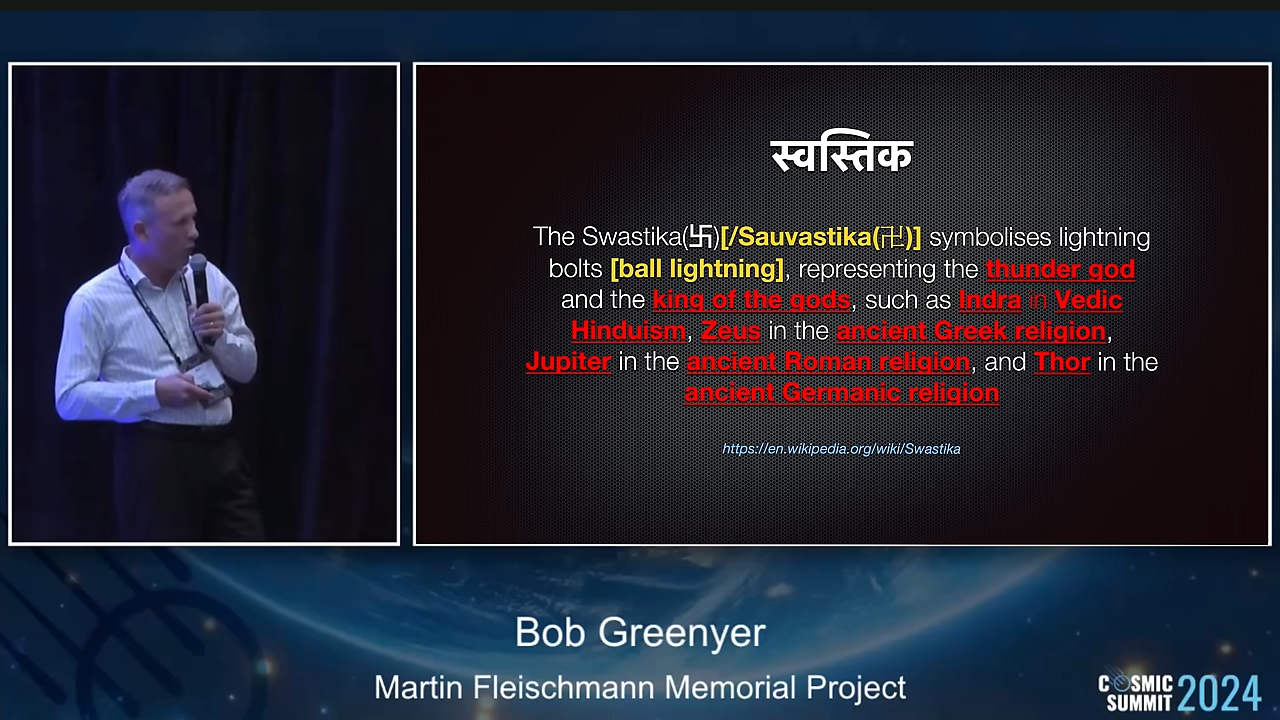 स्वस्तिक
The Swastika(卐)[/Sauvastika(卍)] symbolises lightning
bolts [ball lightning], representing the thunder god
and the king of the gods, such as Indra in Vedic
Hinduism, Zeus in the ancient Greek religion,
Jupiter in the ancient Roman religion, and Thor in the
ancient Germanic religion
https://en.wikipedia.org/wiki/Swastika
Bob Greenyer
Martin Fleischmann Memorial Project
COSMIC
SUMMIT 2024